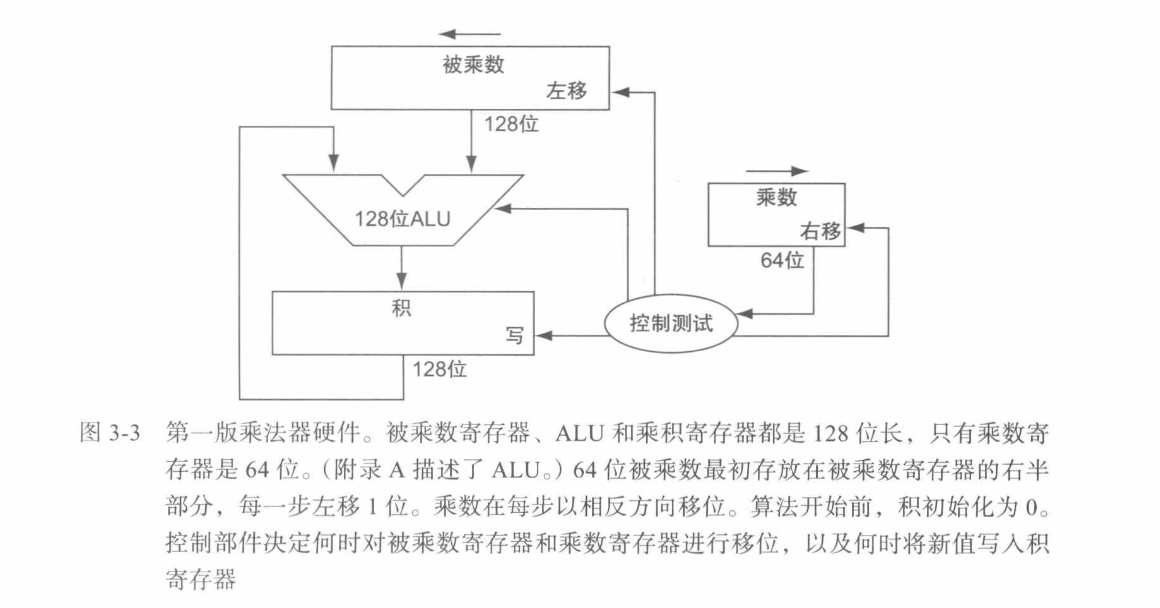 被乘数
左移
128位
128位ALU
乘数
右移
64位
积
写
控制测试
128位
图 3-3 第一版乘法器硬件。被乘数寄存器、ALU 和乘积寄存器都是 128 位长，只有乘数寄
存器是 64 位。（附录 A 描述了 ALU。）64 位被乘数最初存放在被乘数寄存器的右半
部分，每一步左移 1 位。乘数在每步以相反方向移位。算法开始前，积初始化为 0。
控制部件决定何时对被乘数寄存器和乘数寄存器进行移位，以及何时将新值写入积
寄存器